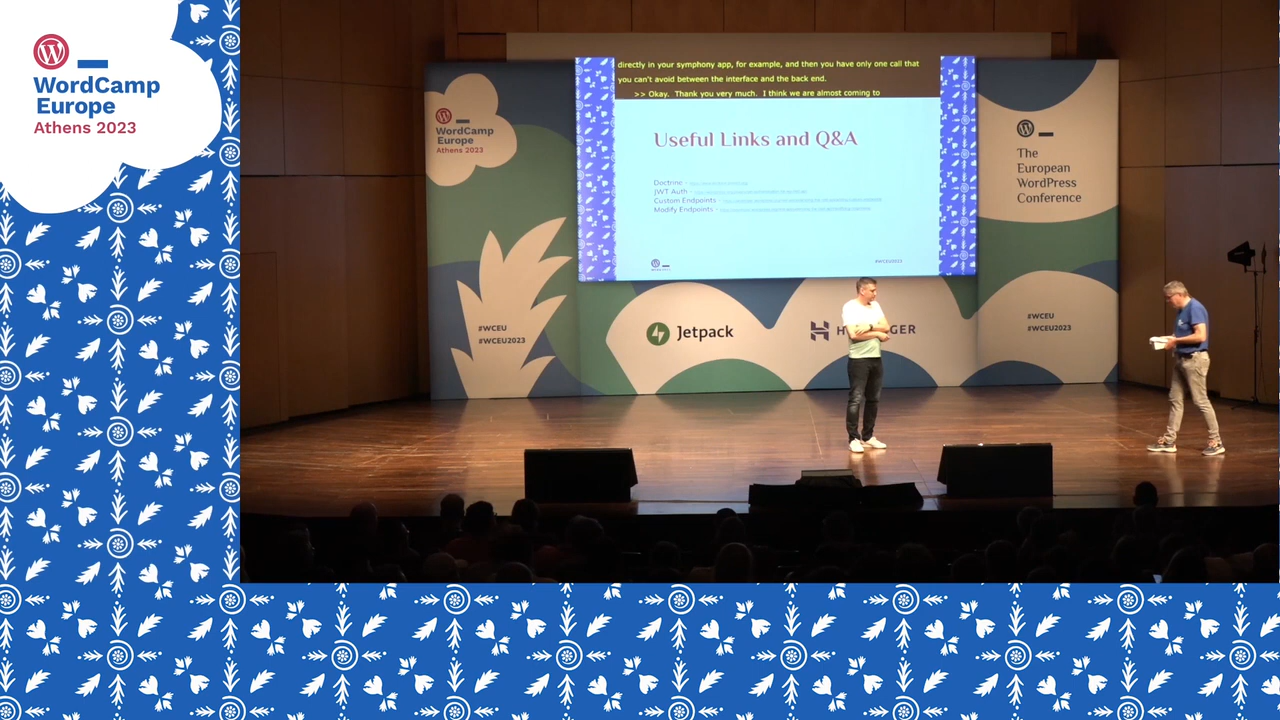 WordCamp
Europe
Athens 2023
directly in your symphony app, for example, and then you have only one call that
you can't avoid between the interface and the back end.
>> Okay. Thank you very much. I think we are almost coming to
Useful Links and Q&A
Doctrine -
JWT Auth -
Custom Endpoints -
Modify Endpoints -
#WCEU2023
WordCamp
Europe
Athens 2023
The
European
WordPress
Conference
#WCEU
#WCEU2023
Jetpack
#WCEU
#WCEU2023